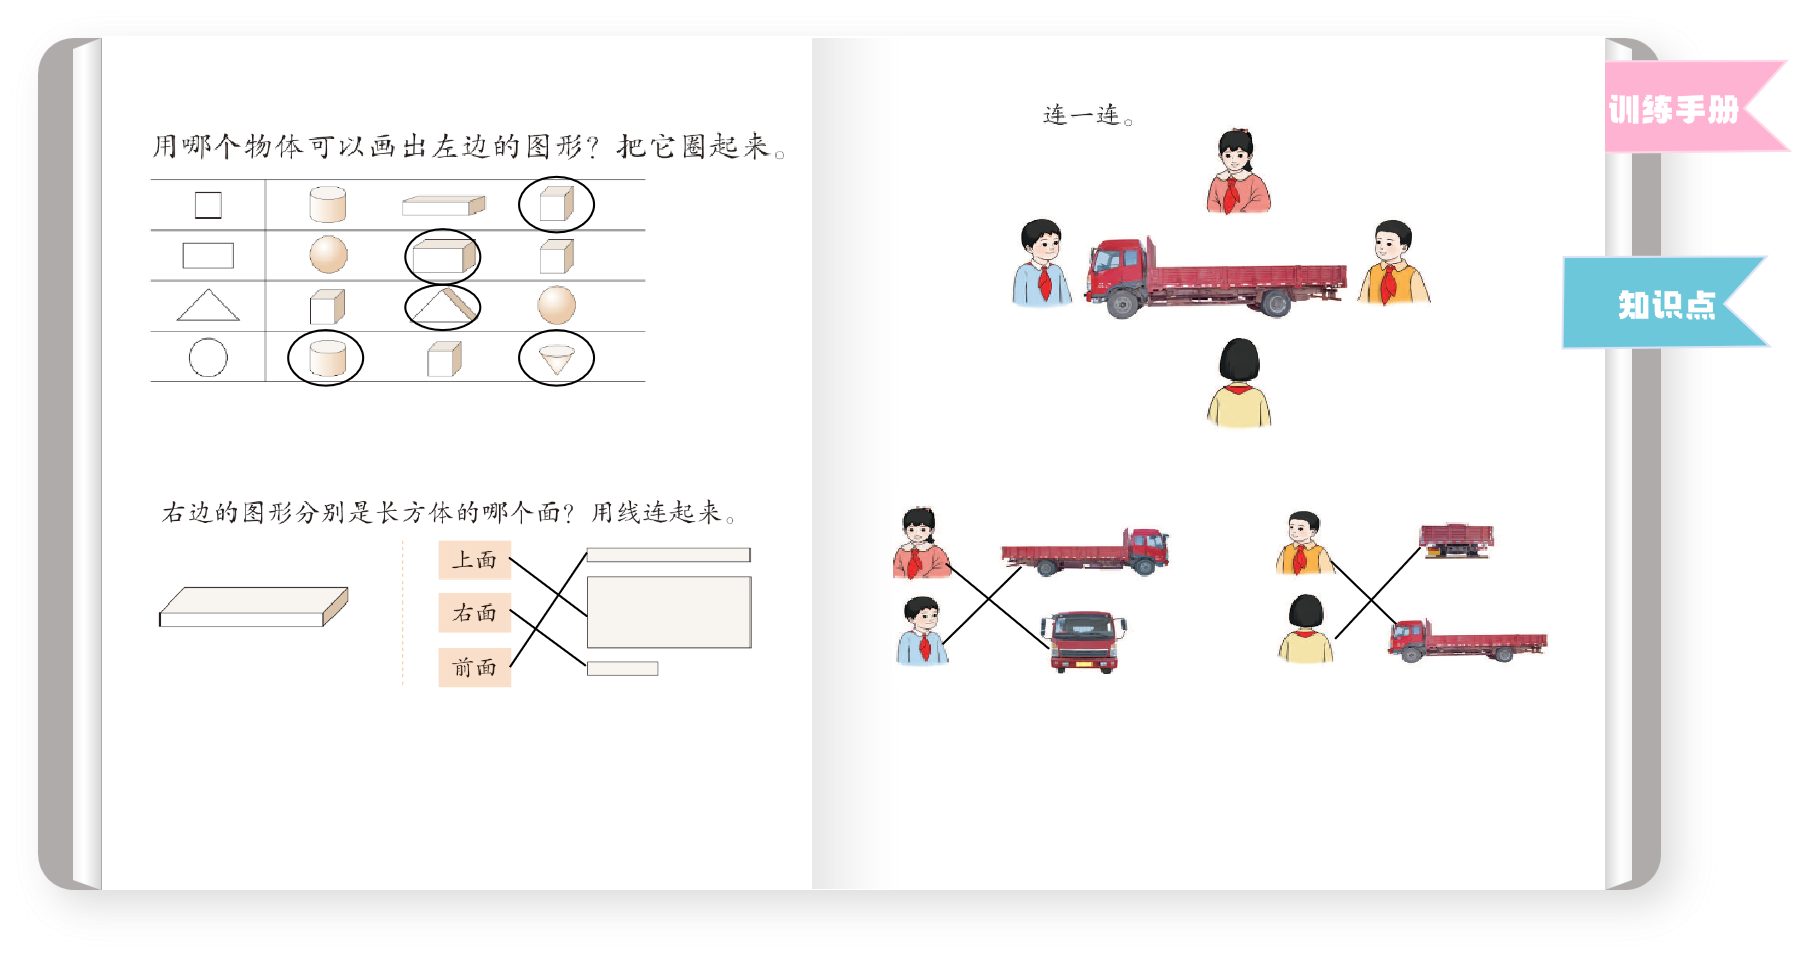 用哪个物体可以画出左边的图形？把它圈起来。
右边的图形分别是长方体的哪个面？用线连起来。
上面
右面
前面
连一连。
训练手册
知识点